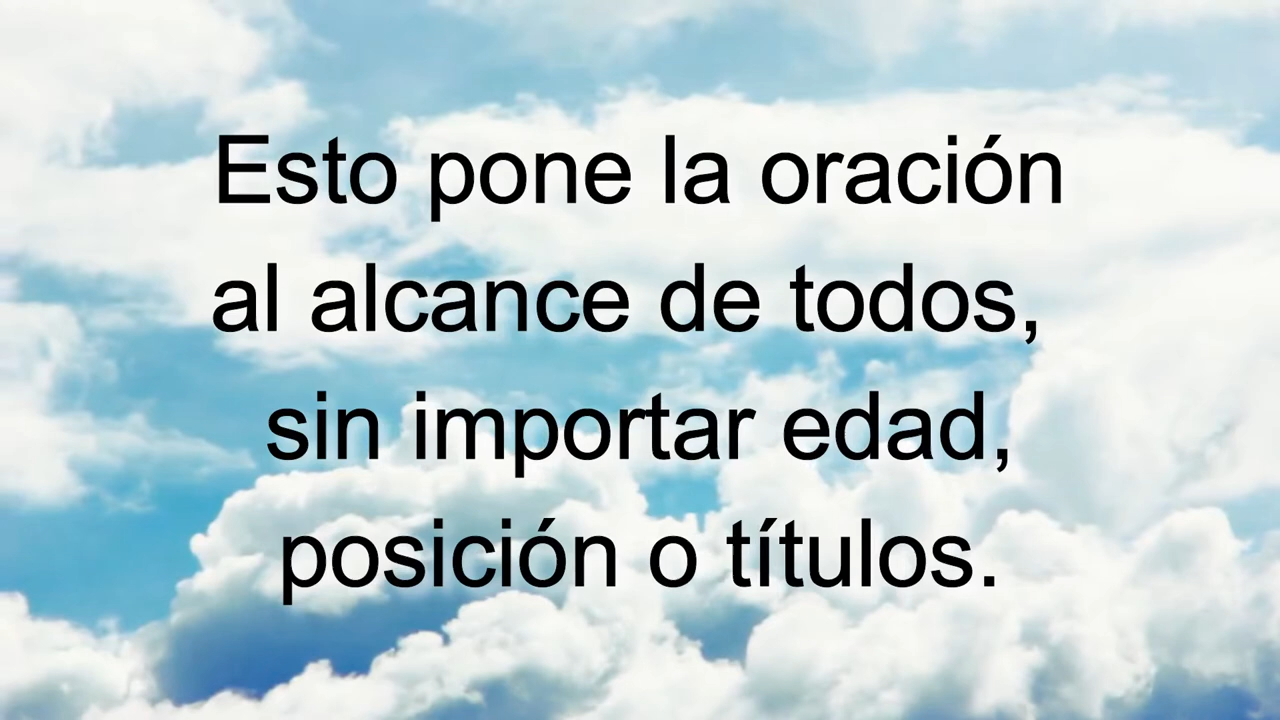 Esto pone la oración
al alcance de todos,
sin importar edad,
posición o títulos.